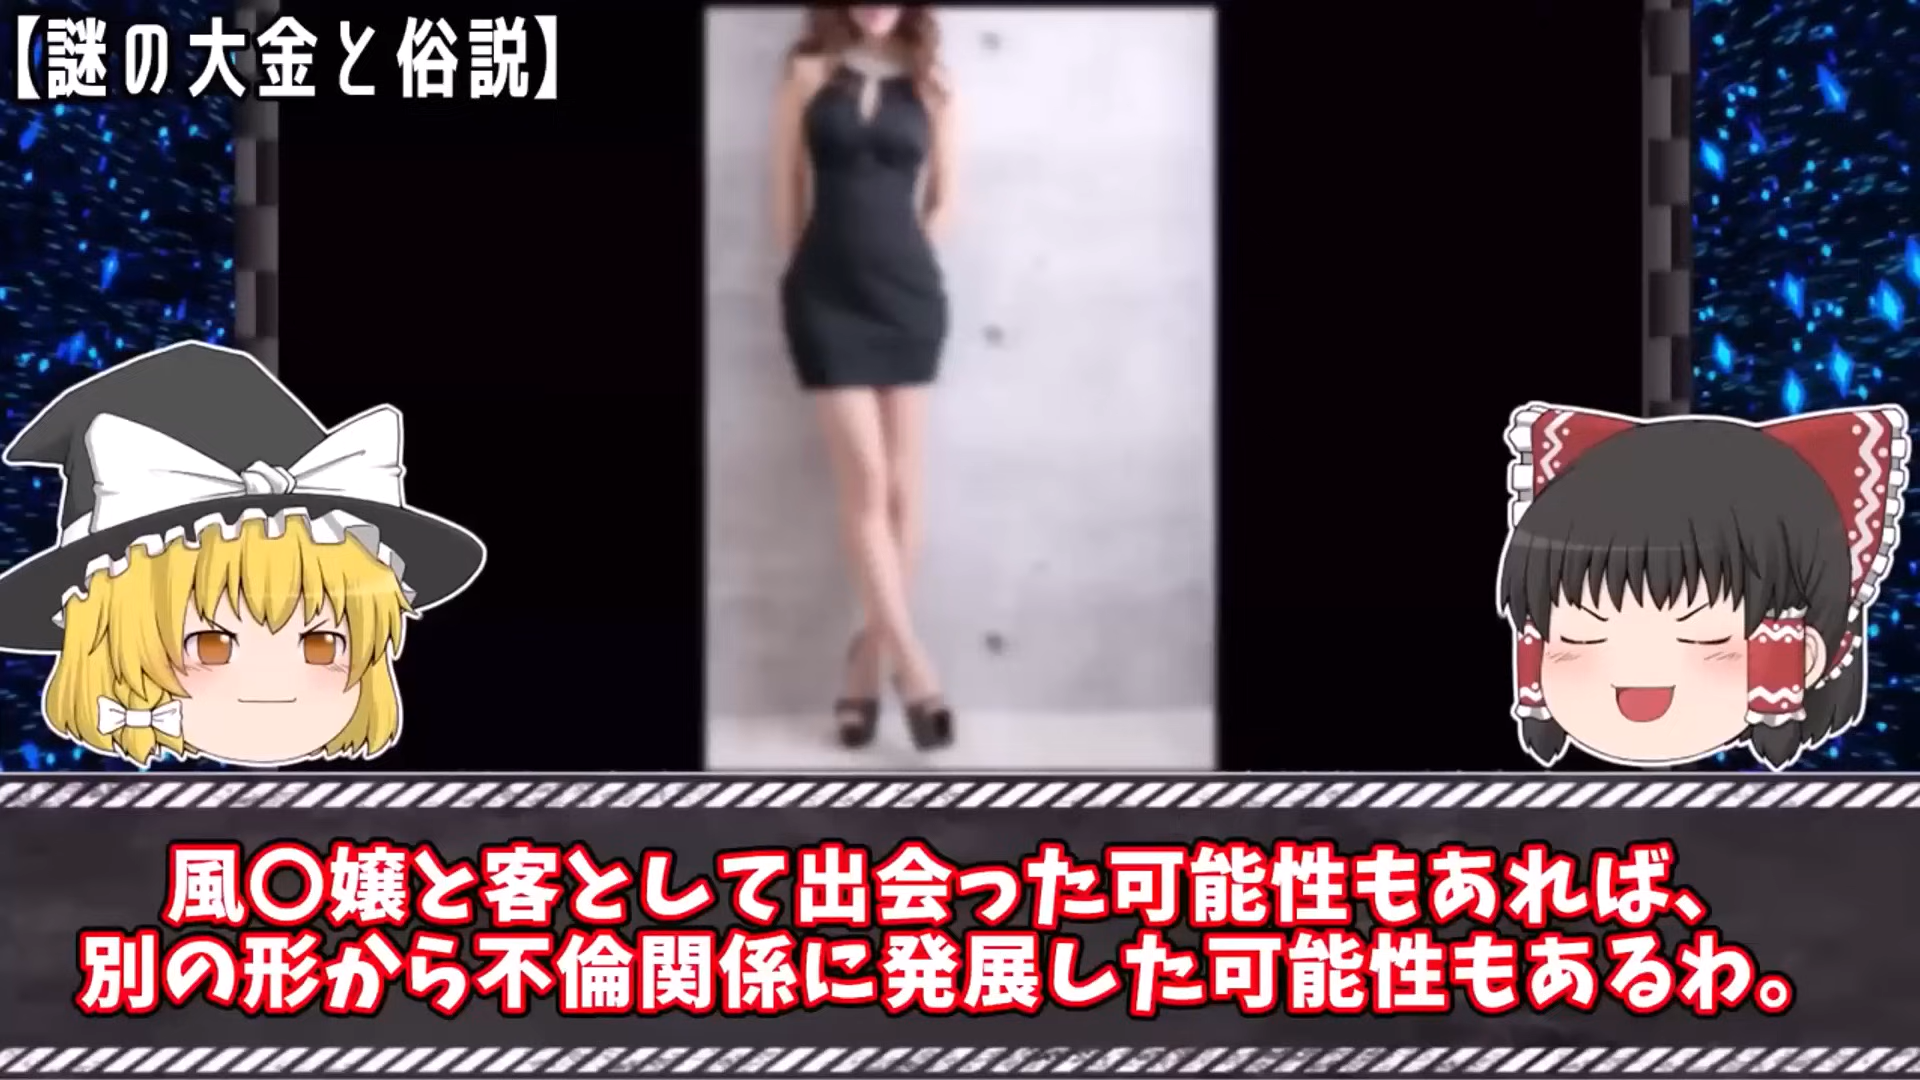 【謎の大金と俗説】
風〇嬢と客として出会った可能性もあれば、
別の形から不倫関係に発展した可能性もあるわ。